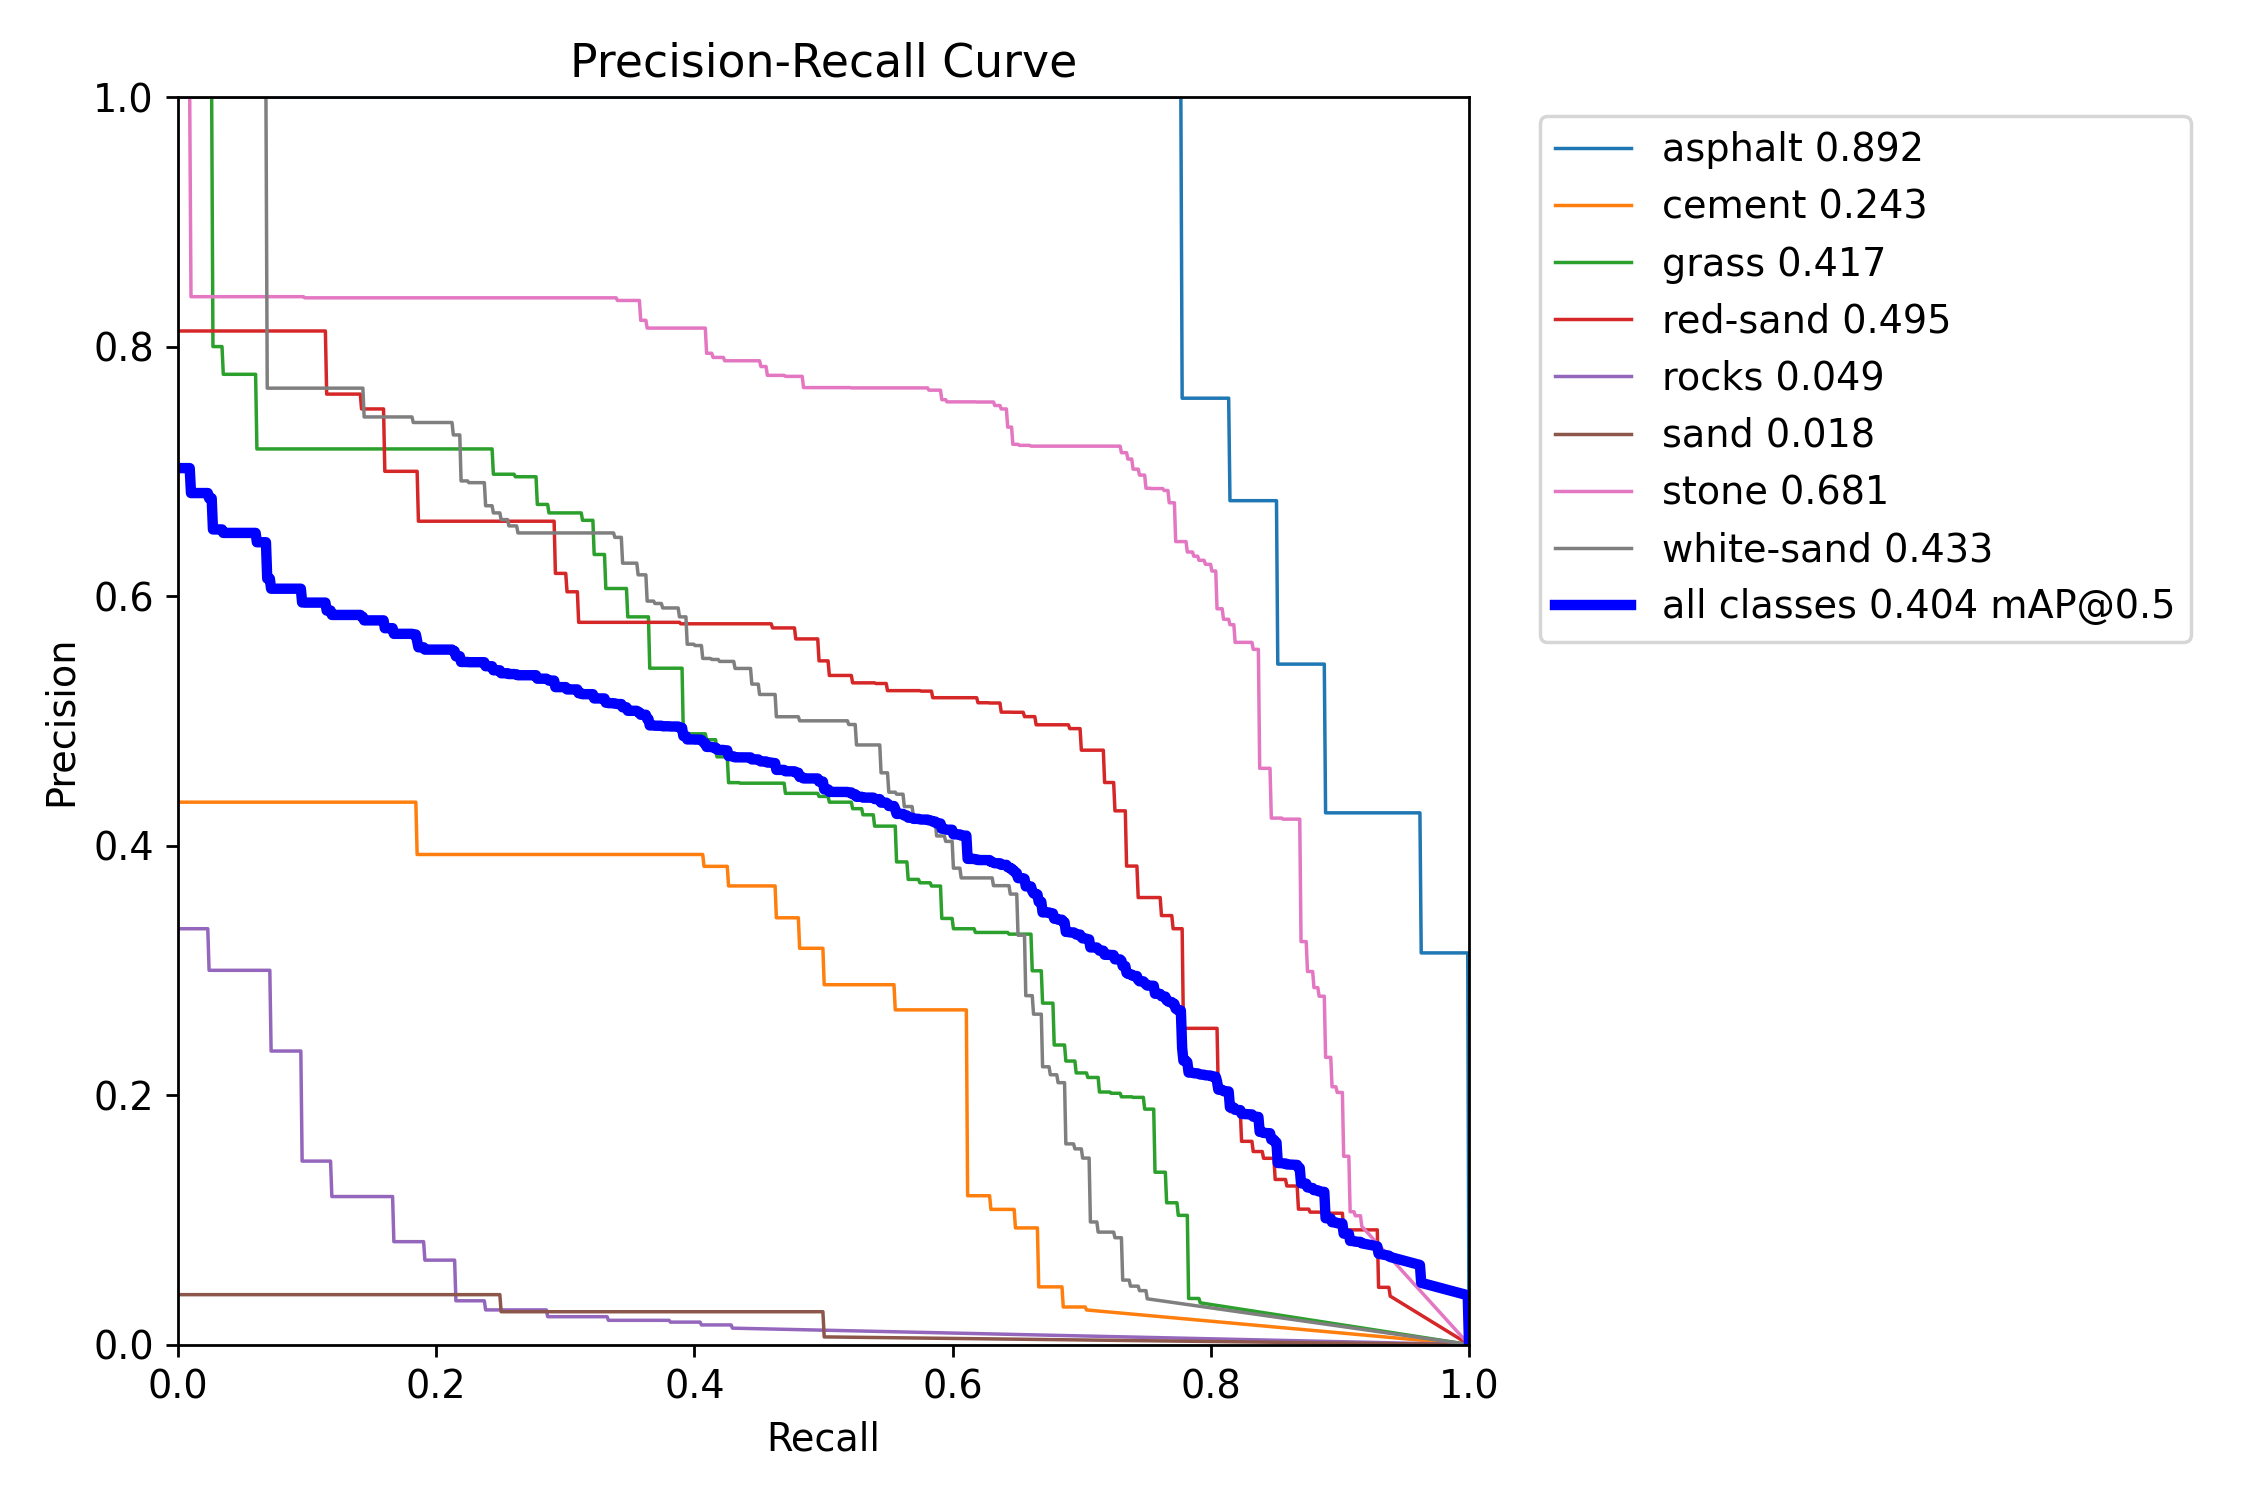 Precision-Recall Curve
1.0
0.8
0.6
0.4
0.2
0.0
Precision
0.0 0.2 0.4 0.6 0.8 1.0
Recall
asphalt 0.892
cement 0.243
grass 0.417
red-sand 0.495
rocks 0.049
sand 0.018
stone 0.681
white-sand 0.433
all classes 0.404 mAP@0.5